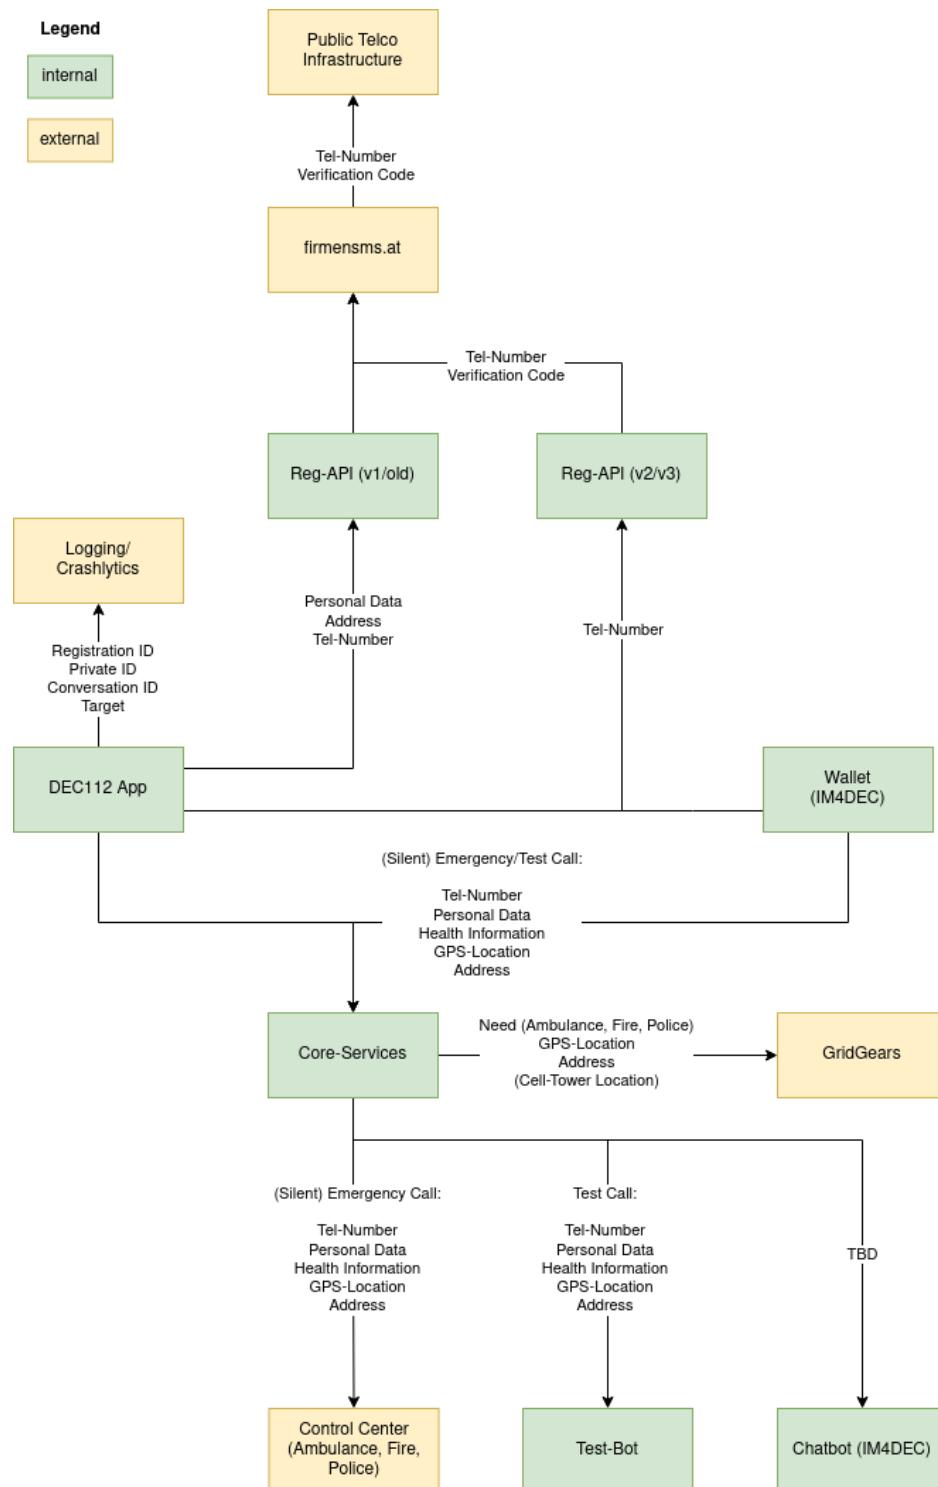 Legend
internal
external
Public Telco
Infrastructure
Tel-Number
Verification Code
firmensms.at
Tel-Number
Verification Code
Reg-API (v1/old)
Reg-API (v2/v3)
Logging/
Crashlytics
Personal Data
Address
Tel-Number
Tel-Number
Registration ID
Private ID
Conversation ID
Target
DEC112 App
Wallet
(IM4DEC)
(Silent) Emergency/Test Call:
Tel-Number
Personal Data
Health Information
GPS-Location
Address
Core-Services
Need (Ambulance, Fire, Police)
GPS-Location
Address
(Cell-Tower Location)
GridGears
(Silent) Emergency Call:
Tel-Number
Personal Data
Health Information
GPS-Location
Address
Test Call:
Tel-Number
Personal Data
Health Information
GPS-Location
Address
TBD
Control Center
(Ambulance, Fire,
Police)
Test-Bot
Chatbot (IM4DEC)